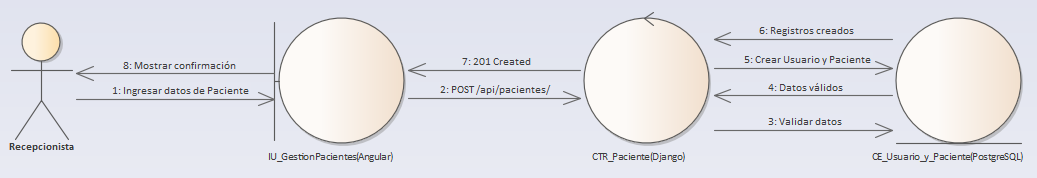 6: Registros creados
8: Mostrar confirmación
7: 201 Created
5: Crear Usuario y Paciente
1: Ingresar datos de Paciente
2: POST /api/pacientes/
4: Datos válidos
3: Validar datos
Recepcionista
IU_GestionPacientes(Angular)
CTR_Paciente(Django)
CE_Usuario_y_Paciente(PostgreSQL)